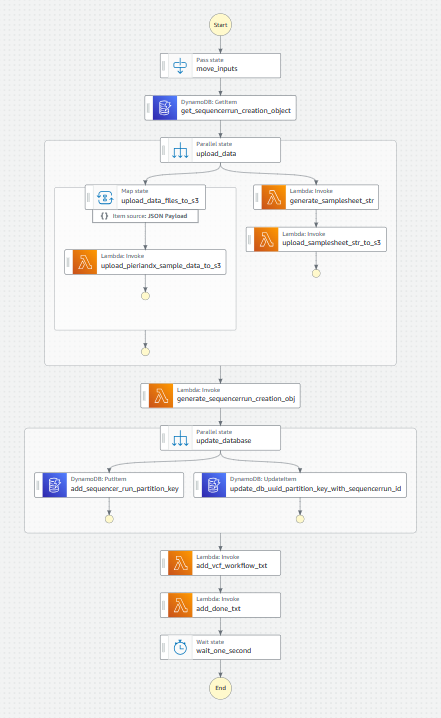 Start
Pass state
move_inputs
DynamoDB: GetItem
get_sequencerrun_creation_object
Parallel state
upload_data
Map state
upload_data_files_to_s3
{} Item source: JSON Payload
Lambda: Invoke
generate_samplesheet_str
Lambda: Invoke
upload_samplesheet_str_to_s3
Lambda: Invoke
upload_pieriandx_sample_data_to_s3
Lambda: Invoke
generate_sequencerrun_creation_obj
Parallel state
update_database
DynamoDB: PutItem
add_sequencer_run_partition_key
DynamoDB: UpdateItem
update_db_uuid_partition_key_with_sequencerrun_id
Lambda: Invoke
add_vcf_workflow_txt
Lambda: Invoke
add_done_txt
Wait state
wait_one_second
End